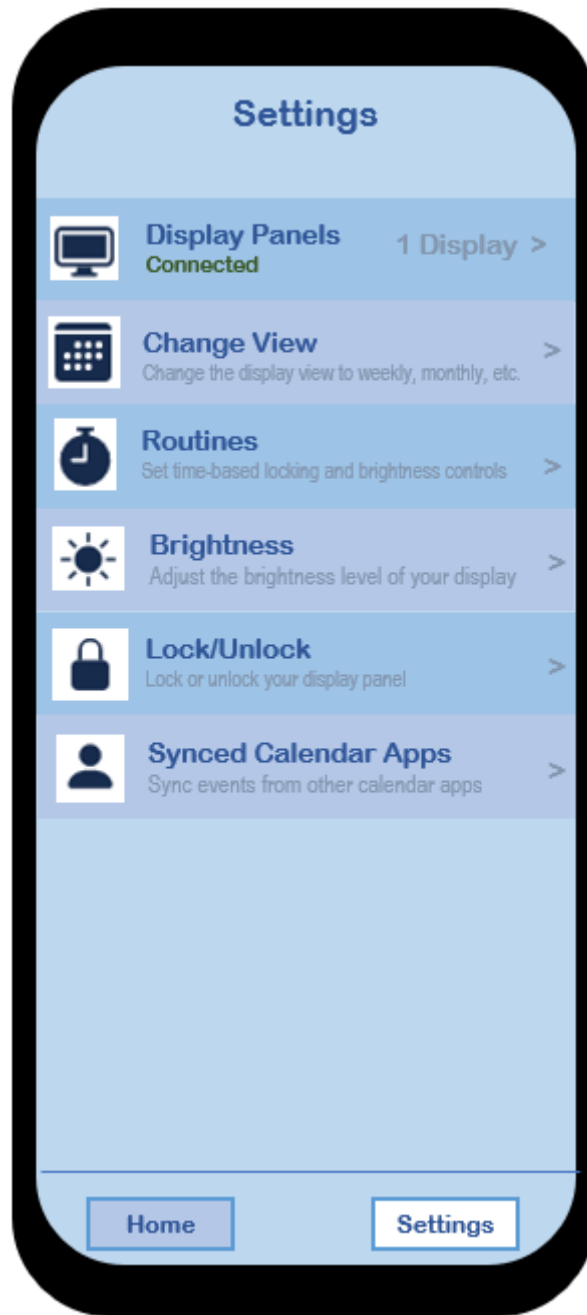 Settings
Display Panels
1 Display >
Connected
Change View
>
Change the display view to weekly, monthly, etc.
Routines
Set time-based locking and brightness controls >
Brightness
>
Adjust the brightness level of your display
Lock/Unlock
>
Lock or unlock your display panel
Synced Calendar Apps
>
Sync events from other calendar apps
Home
Settings